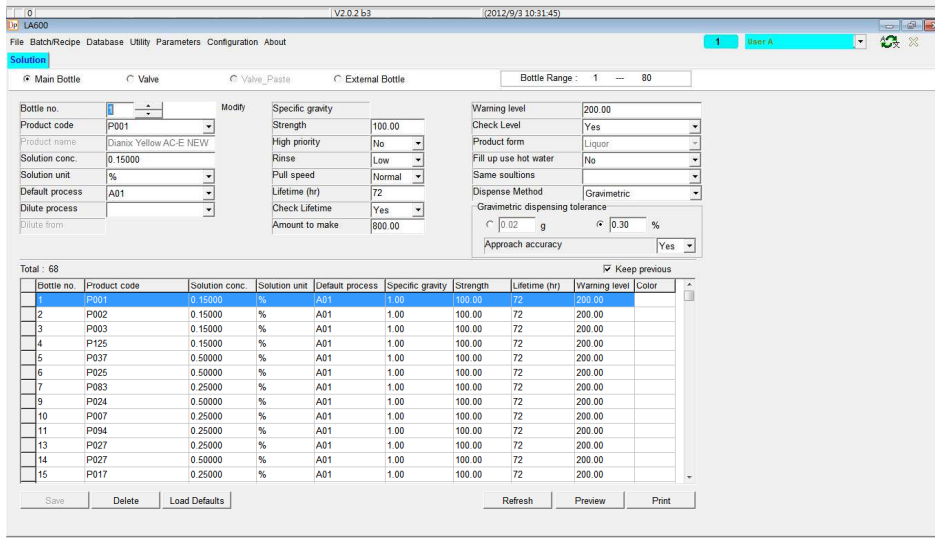 0 V2.0.2 b3 (2012/9/3 10:31:45)
LA600
File Batch/Recipe Database Utility Parameters Configuration About 1 User A
Solution
Main Bottle Valve Valve_Paste External Bottle Bottle Range : 1 --- 80
Bottle no. 1 Modify Specific gravity Warning level 200.00
Product code P001 Strength 100.00 Check Level Yes
Product name Dianix Yellow AC-E NEW High priority No Product form Liquor
Solution conc. 0.15000 Rinse Low Fill up use hot water No
Solution unit % Pull speed Normal Same soultions
Default process A01 Lifetime (hr) 72 Dispense Method Gravimetric
Dilute process Check Lifetime Yes Gravimetric dispensing tolerance
Dilute from Amount to make 800.00 0.02 g 0.30 %
Approach accuracy Yes
Total : 68 Keep previous
Bottle no. Product code Solution conc. Solution unit Default process Specific gravity Strength Lifetime (hr) Warning level Color
1 P001 0.15000 % A01 1.00 100.00 72 200.00
2 P002 0.15000 % A01 1.00 100.00 72 200.00
3 P003 0.15000 % A01 1.00 100.00 72 200.00
4 P125 0.15000 % A01 1.00 100.00 72 200.00
5 P037 0.50000 % A01 1.00 100.00 72 200.00
6 P025 0.50000 % A01 1.00 100.00 72 200.00
7 P083 0.25000 % A01 1.00 100.00 72 200.00
9 P024 0.50000 % A01 1.00 100.00 72 200.00
10 P007 0.25000 % A01 1.00 100.00 72 200.00
11 P094 0.25000 % A01 1.00 100.00 72 200.00
13 P027 0.25000 % A01 1.00 100.00 72 200.00
14 P027 0.50000 % A01 1.00 100.00 72 200.00
15 P017 0.25000 % A01 1.00 100.00 72 200.00
Save Delete Load Defaults Refresh Preview Print